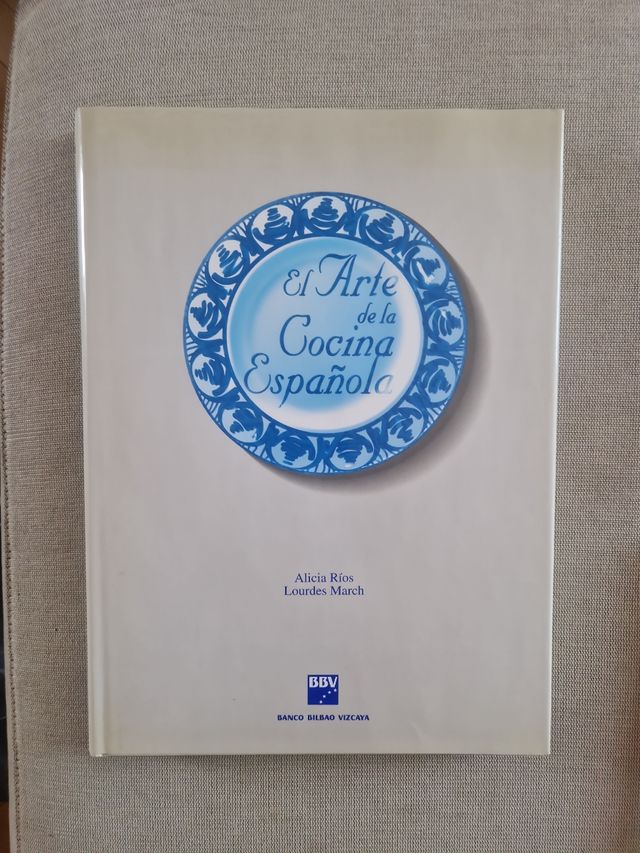 El Arte
de la
Cocina
Española
Alicia Ríos
Lourdes March
BBV
BANCO BILBAO VIZCAYA